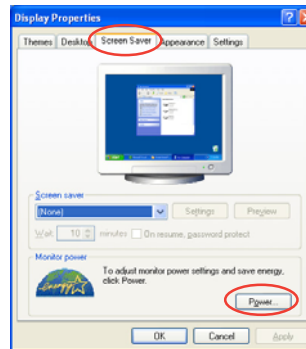 Display Properties
Themes Desktop Screen Saver Appearance Settings
Screen saver
(None) Settings Preview
Wait: 10 minutes On resume, password protect
Monitor power
To adjust monitor power settings and save energy,
click Power.
Power...
OK Cancel Apply